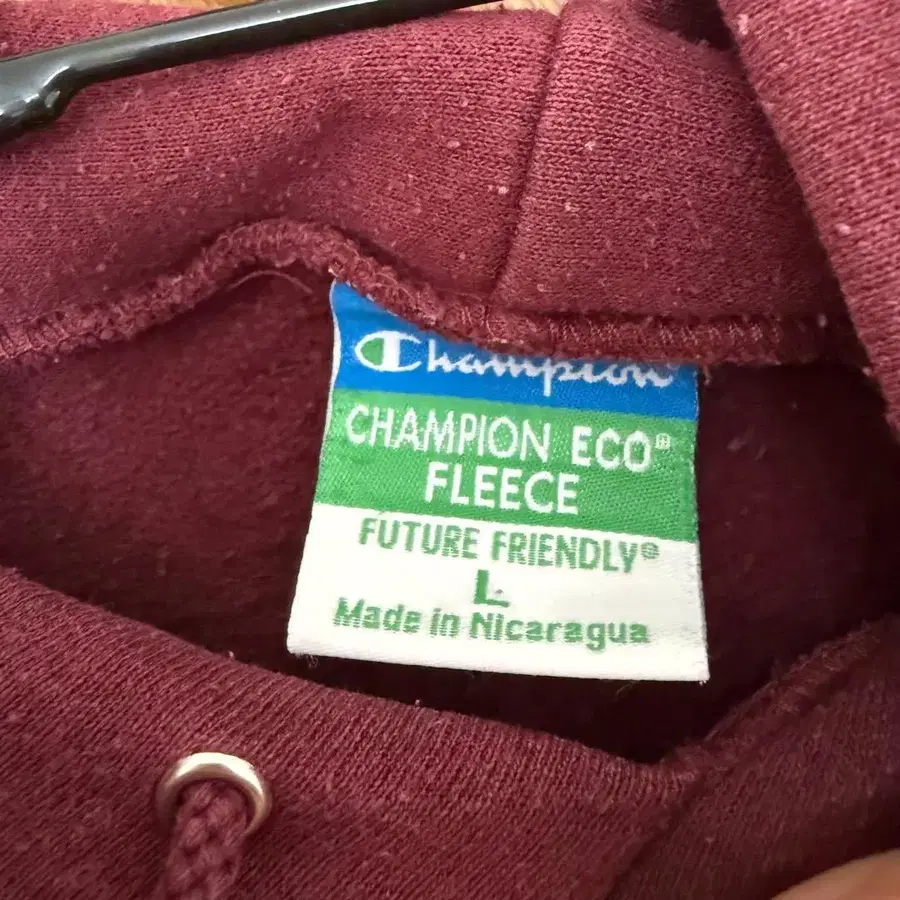 Champion
CHAMPION ECO®
FLEECE
FUTURE FRIENDLY®
L
Made in Nicaragua